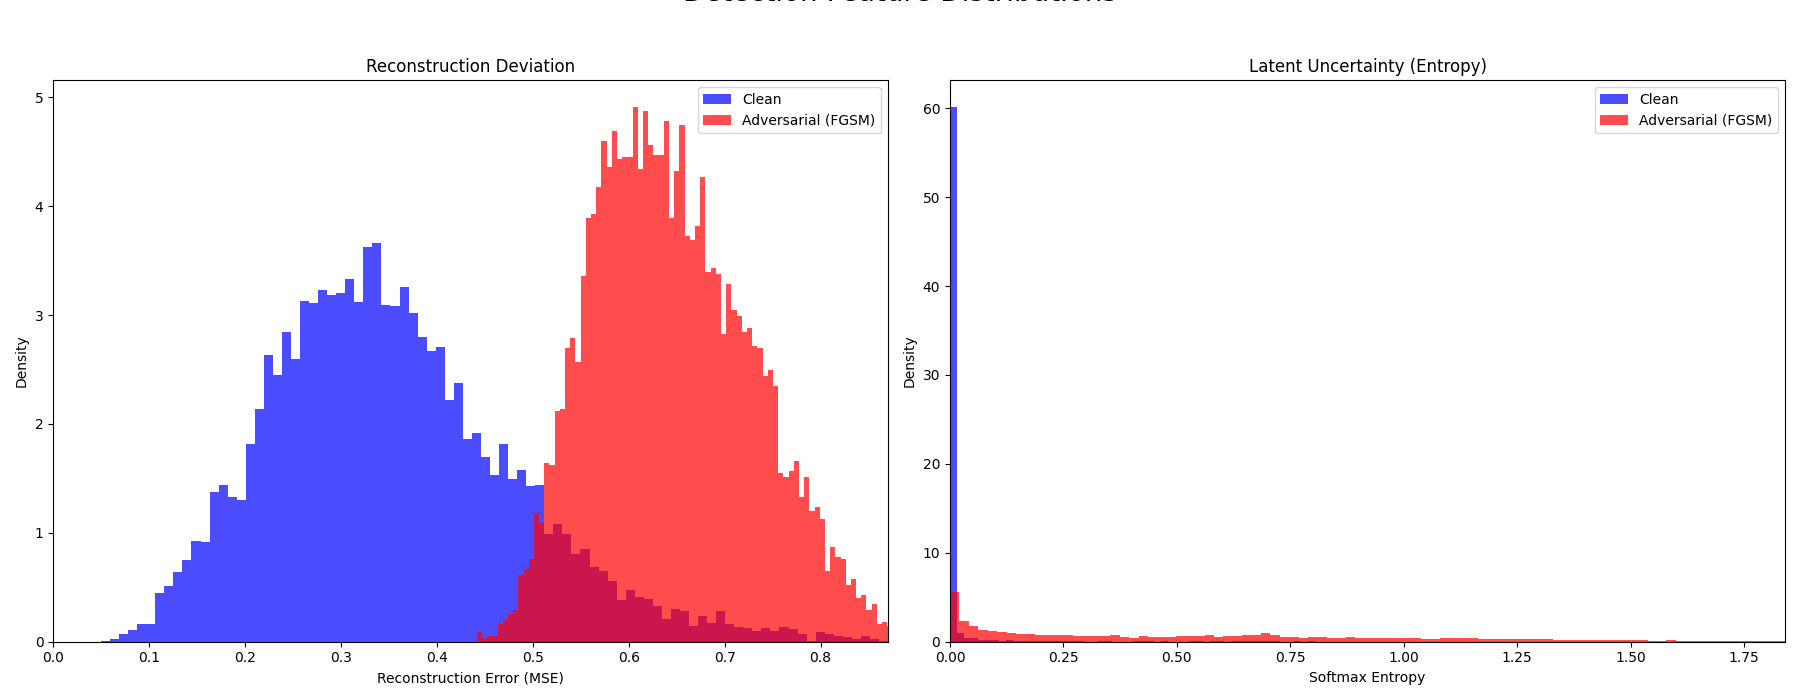 Detection Feature Distributions
Reconstruction Deviation
Clean
Adversarial (FGSM)
5
4
3
2
1
0
Density
0.0 0.1 0.2 0.3 0.4 0.5 0.6 0.7 0.8
Reconstruction Error (MSE)
Latent Uncertainty (Entropy)
Clean
Adversarial (FGSM)
60
50
40
30
20
10
0
Density
0.00 0.25 0.50 0.75 1.00 1.25 1.50 1.75
Softmax Entropy